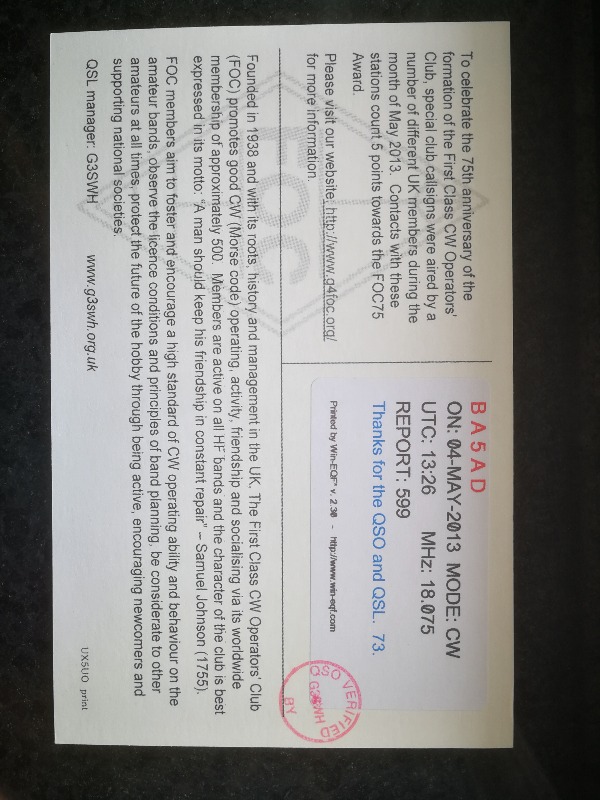 To celebrate the 75th anniversary of the
formation of the First Class CW Operators'
Club, special club callsigns were aired by a
number of different UK members during the
month of May 2013. Contacts with these
stations count 5 points towards the FOC75
Award.
Please visit our website: http://www.g4foc.org/
for more information.
BA5AD
ON: 04-MAY-2013 MODE: CW
UTC: 13:26 MHz: 18.075
REPORT: 599
Thanks for the QSO and QSL. 73.
Printed by Win-EQF® v. 2.38 - http://www.win-eqf.com
QSO VERIFIED
G3SWH
BY
Founded in 1938 and with its roots, history and management in the UK, The First Class CW Operators' Club
(FOC) promotes good CW (Morse code) operating, activity, friendship and socialising via its worldwide
membership of approximately 500. Members are active on all HF bands and the character of the club is best
expressed in its motto: "A man should keep his friendship in constant repair" – Samuel Johnson (1755).
FOC members aim to foster and encourage a high standard of CW operating ability and behaviour on the
amateur bands, observe the licence conditions and principles of band planning, be considerate to other
amateurs at all times, protect the future of the hobby through being active, encouraging newcomers and
supporting national societies.
QSL manager: G3SWH www.g3swh.org.uk
UX5UO print
FOC